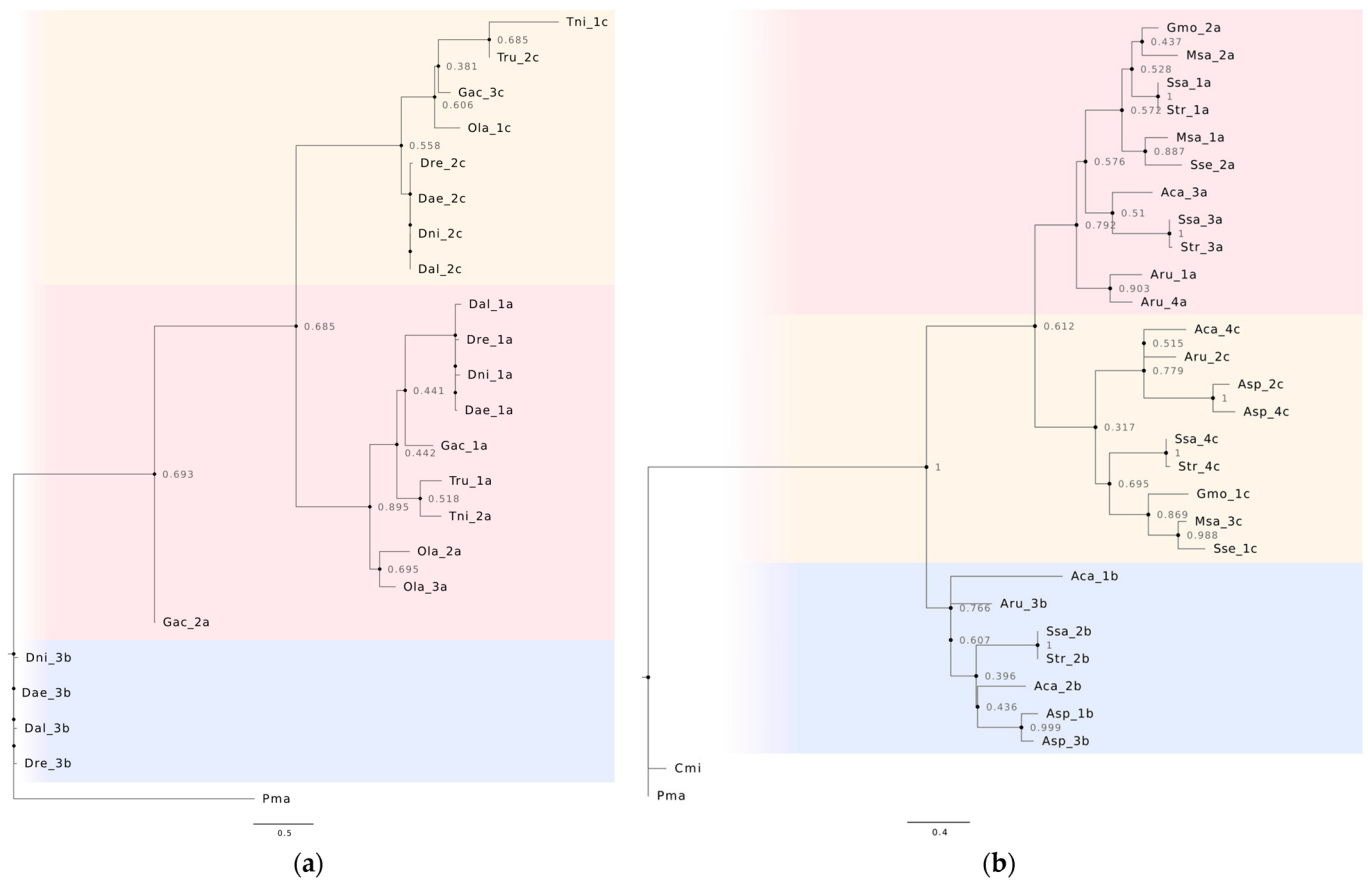 Tni_1c
0.685
Tru_2c
0.381
Gac_3c
0.606
Ola_1c
0.558
Dre_2c
Dae_2c
Dni_2c
Dal_2c
Dal_1a
0.685
Dre_1a
Dni_1a
0.441
Dae_1a
Gac_1a
0.442
0.693
Tru_1a
0.518
0.895
Tni_2a
Ola_2a
0.695
Ola_3a
Gac_2a
Dni_3b
Dae_3b
Dal_3b
Dre_3b
Pma
0.5
(a)
Gmo_2a
0.437
Msa_2a
0.528
Ssa_1a
1
0.572
Str_1a
Msa_1a
0.887
0.576
Sse_2a
Aca_3a
0.51
Ssa_3a
0.792
1
Str_3a
Aru_1a
0.903
Aru_4a
0.612
Aca_4c
0.515
Aru_2c
0.779
Asp_2c
1
Asp_4c
0.317
Ssa_4c
1
Str_4c
1
0.695
Gmo_1c
0.869
Msa_3c
0.988
Sse_1c
Aca_1b
Aru_3b
0.766
Ssa_2b
0.607
1
Str_2b
0.396
Aca_2b
0.436
Asp_1b
0.999
Asp_3b
Cmi
Pma
0.4
(b)